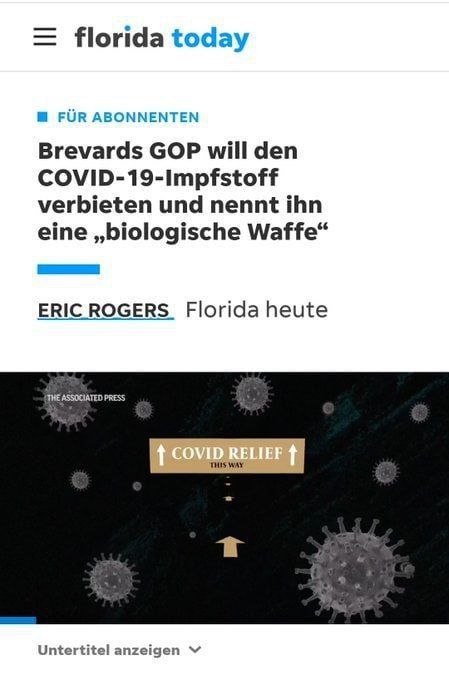 florida today
FÜR ABONNENTEN
Brevards GOP will den
COVID-19-Impfstoff
verbieten und nennt ihn
eine „biologische Waffe“
ERIC ROGERS Florida heute
THE ASSOCIATED PRESS
COVID RELIEF
THIS WAY
Untertitel anzeigen